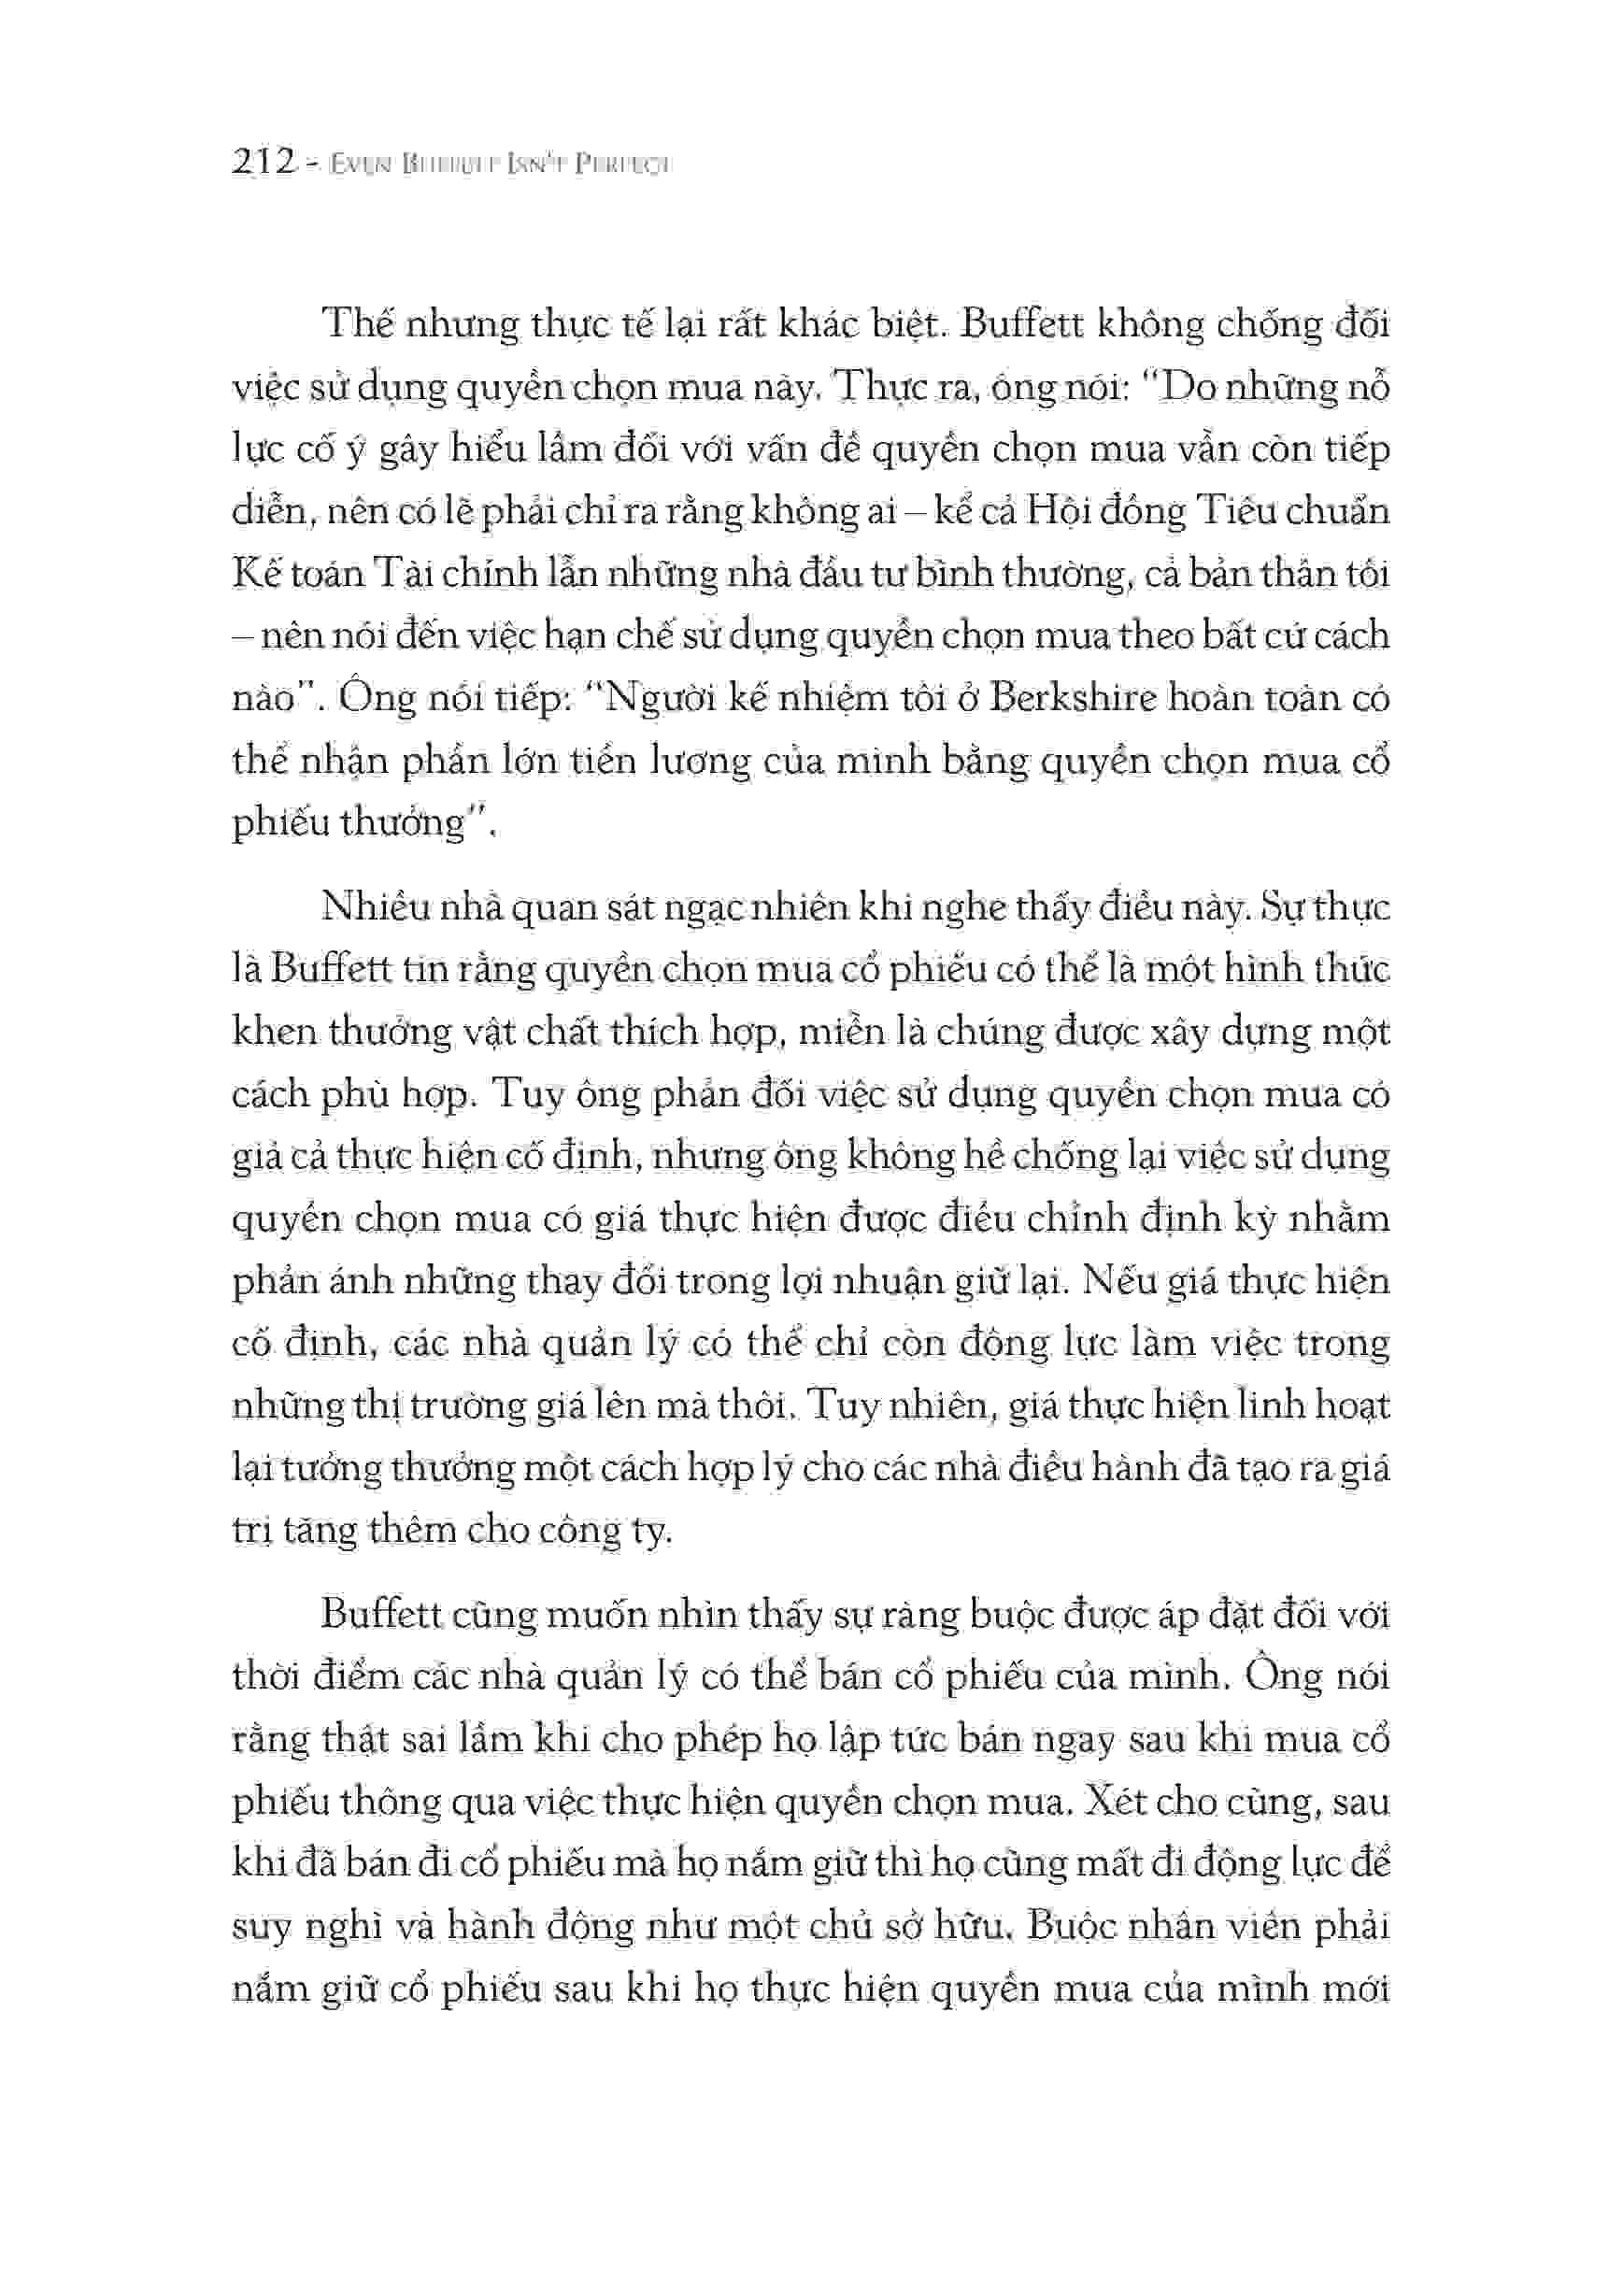 212 - EVEN BUFFETT ISN'T PERFECT
Thế nhưng thực tế lại rất khác biệt. Buffett không chống đối
việc sử dụng quyền chọn mua này. Thực ra, ông nói: "Do những nỗ
lực cố ý gây hiểu lầm đối với vấn đề quyền chọn mua vẫn còn tiếp
diễn, nên có lẽ phải chỉ ra rằng không ai – kể cả Hội đồng Tiêu chuẩn
Kế toán Tài chính lẫn những nhà đầu tư bình thường, cả bản thân tôi
– nên nói đến việc hạn chế sử dụng quyền chọn mua theo bất cứ cách
nào". Ông nói tiếp: "Người kế nhiệm tôi ở Berkshire hoàn toàn có
thể nhận phần lớn tiền lương của mình bằng quyền chọn mua cổ
phiếu thưởng".
Nhiều nhà quan sát ngạc nhiên khi nghe thấy điều này. Sự thực
là Buffett tin rằng quyền chọn mua cổ phiếu có thể là một hình thức
khen thưởng vật chất thích hợp, miễn là chúng được xây dựng một
cách phù hợp. Tuy ông phản đối việc sử dụng quyền chọn mua có
giá cả thực hiện cố định, nhưng ông không hề chống lại việc sử dụng
quyền chọn mua có giá thực hiện được điều chỉnh định kỳ nhằm
phản ánh những thay đổi trong lợi nhuận giữ lại. Nếu giá thực hiện
cố định, các nhà quản lý có thể chỉ còn động lực làm việc trong
những thị trường giá lên mà thôi. Tuy nhiên, giá thực hiện linh hoạt
lại tưởng thưởng một cách hợp lý cho các nhà điều hành đã tạo ra giá
trị tăng thêm cho công ty.
Buffett cũng muốn nhìn thấy sự ràng buộc được áp đặt đối với
thời điểm các nhà quản lý có thể bán cổ phiếu của mình. Ông nói
rằng thật sai lầm khi cho phép họ lập tức bán ngay sau khi mua cổ
phiếu thông qua việc thực hiện quyền chọn mua. Xét cho cùng, sau
khi đã bán đi cổ phiếu mà họ nắm giữ thì họ cũng mất đi động lực để
suy nghĩ và hành động như một chủ sở hữu. Buộc nhân viên phải
nắm giữ cổ phiếu sau khi họ thực hiện quyền mua của mình mới